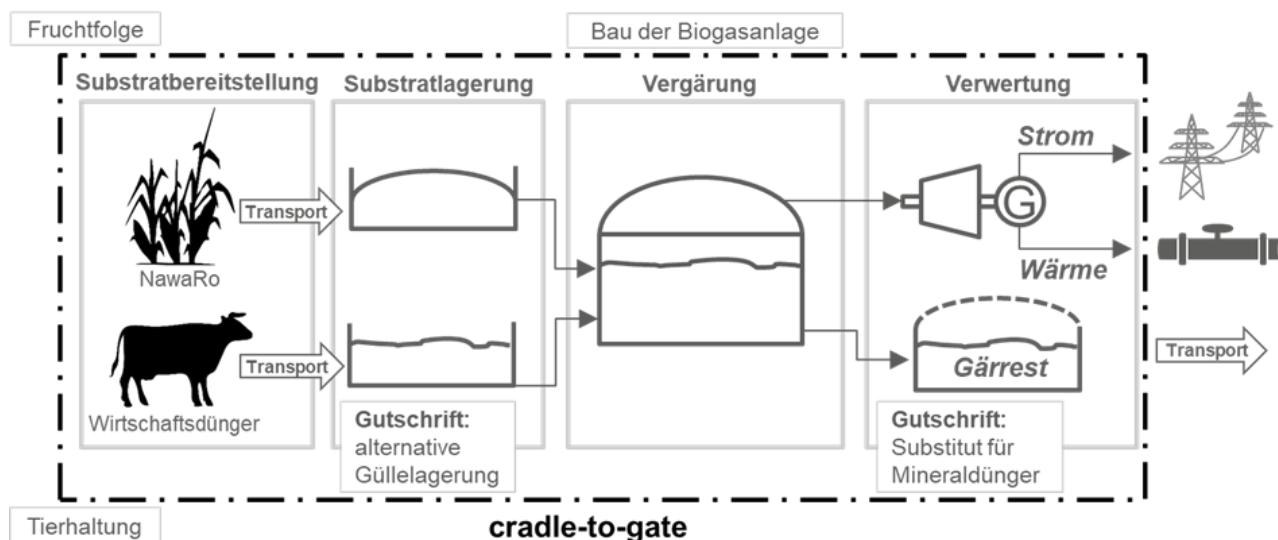 Fruchtfolge
Bau der Biogasanlage
Substratbereitstellung
Substratlagerung
Vergärung
Verwertung
Strom
Transport
G
NawaRo
Wärme
Transport
Gärrest
Transport
Wirtschaftsdünger
Gutschrift:
alternative
Güllelagerung
Gutschrift:
Substitut für
Mineraldünger
Tierhaltung
cradle-to-gate